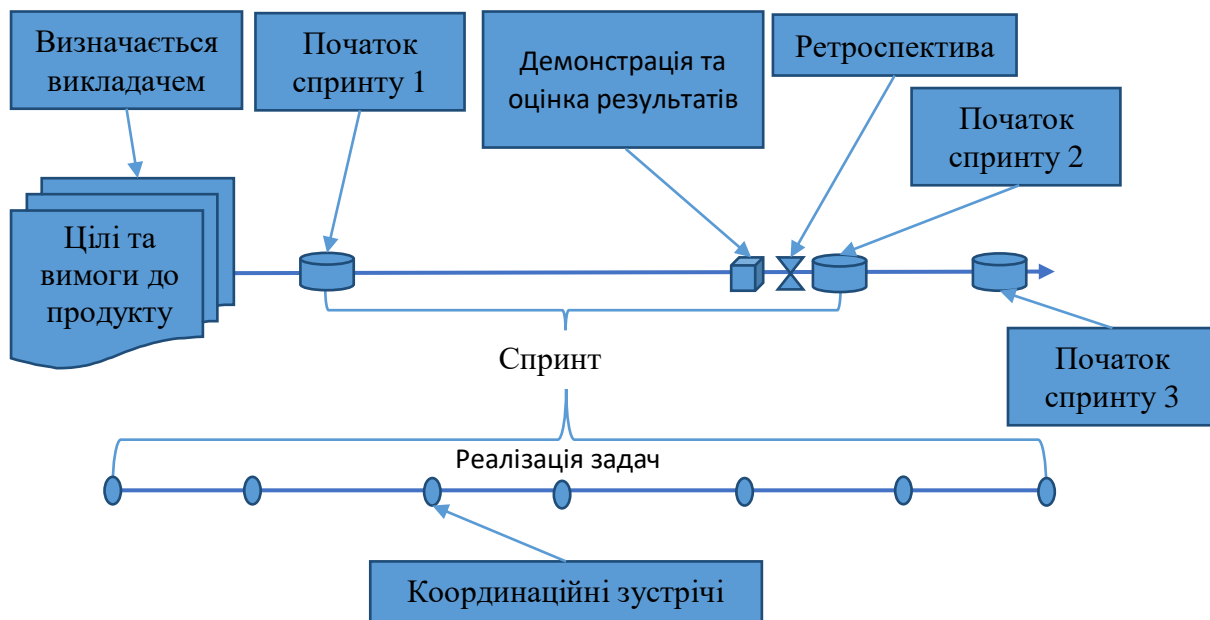 Визначається
викладачем
Початок
спринту 1
Демонстрація та
оцінка результатів
Ретроспектива
Початок
спринту 2
Цілі та
вимоги до
продукту
Спринт
Початок
спринту 3
Реалізація задач
Координаційні зустрічі